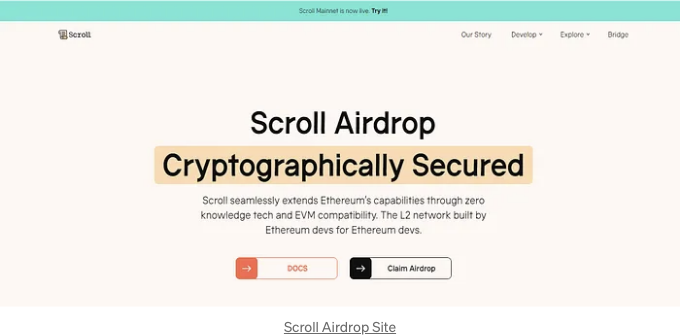 Scroll Mainnet is now live. Try it!
Scroll
Our Story
Develop
Explore
Bridge
Scroll Airdrop
Cryptographically Secured
Scroll seamlessly extends Ethereum's capabilities through zero
knowledge tech and EVM compatibility. The L2 network built by
Ethereum devs for Ethereum devs.
DOCS
Claim Airdrop
Scroll Airdrop Site